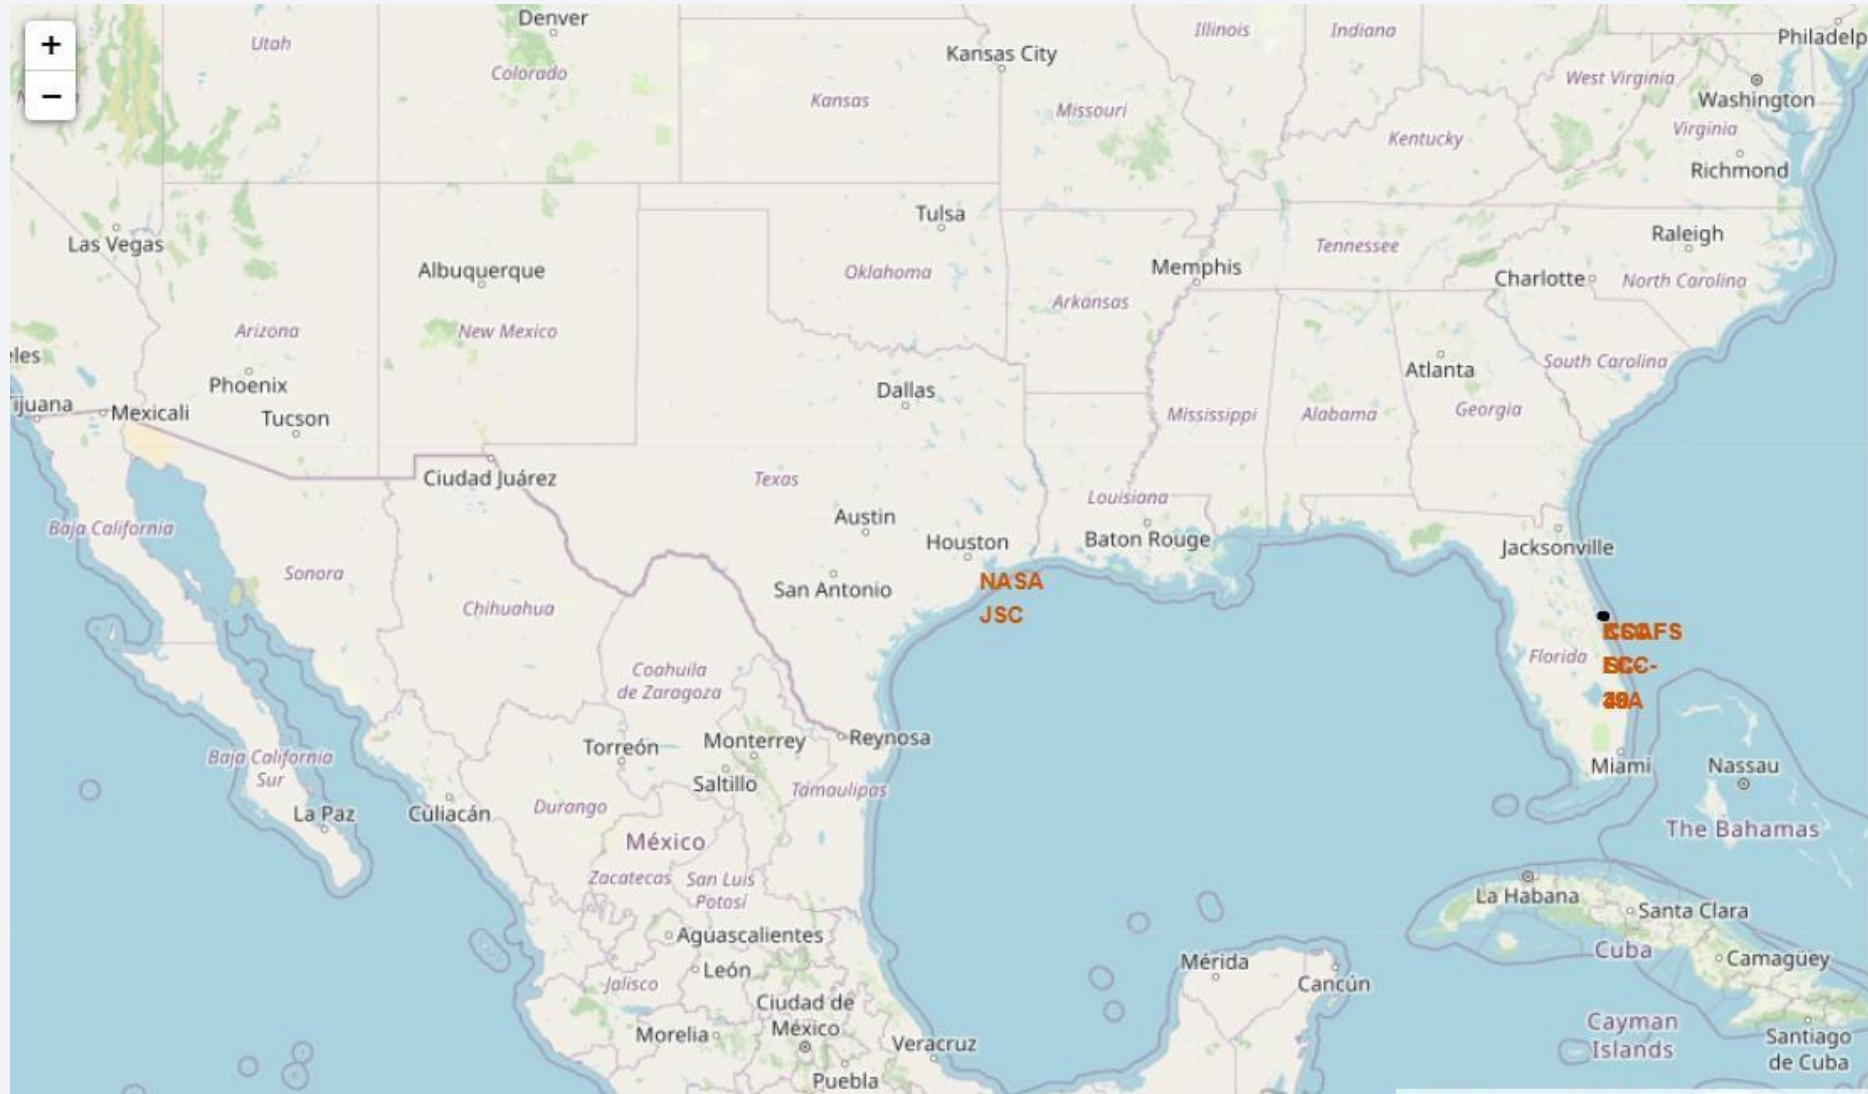 +
−
Denver
Utah
Colorado
Kansas City
Kansas
Missouri
Illinois
Indiana
Philadelp
West Virginia
Washington
Kentucky
Virginia
Richmond
Las Vegas
Albuquerque
Tulsa
Oklahoma
Memphis
Tennessee
Raleigh
Charlotte
North Carolina
Arizona
New Mexico
Arkansas
eles
Phoenix
Dallas
Atlanta
South Carolina
ijuana
Mexicali
Tucson
Mississippi
Alabama
Georgia
Ciudad Juárez
Texas
Louisiana
Baja California
Austin
Houston
Baton Rouge
Jacksonville
Sonora
Chihuahua
San Antonio
NASA
JSC
Florida
Coahuila
de Zaragoza
Torreón
Monterrey
Reynosa
Baja California
Sur
Saltillo
Tamaulipas
Miami
Nassau
La Paz
Culiacán
Durango
México
The Bahamas
Zacatecas
San Luis
Potosí
La Habana
Santa Clara
Aguascalientes
Cuba
Camagüey
León
Jalisco
Mérida
Cancún
Ciudad de
México
Morelia
Veracruz
Cayman
Islands
Santiago
de Cuba
Puebla